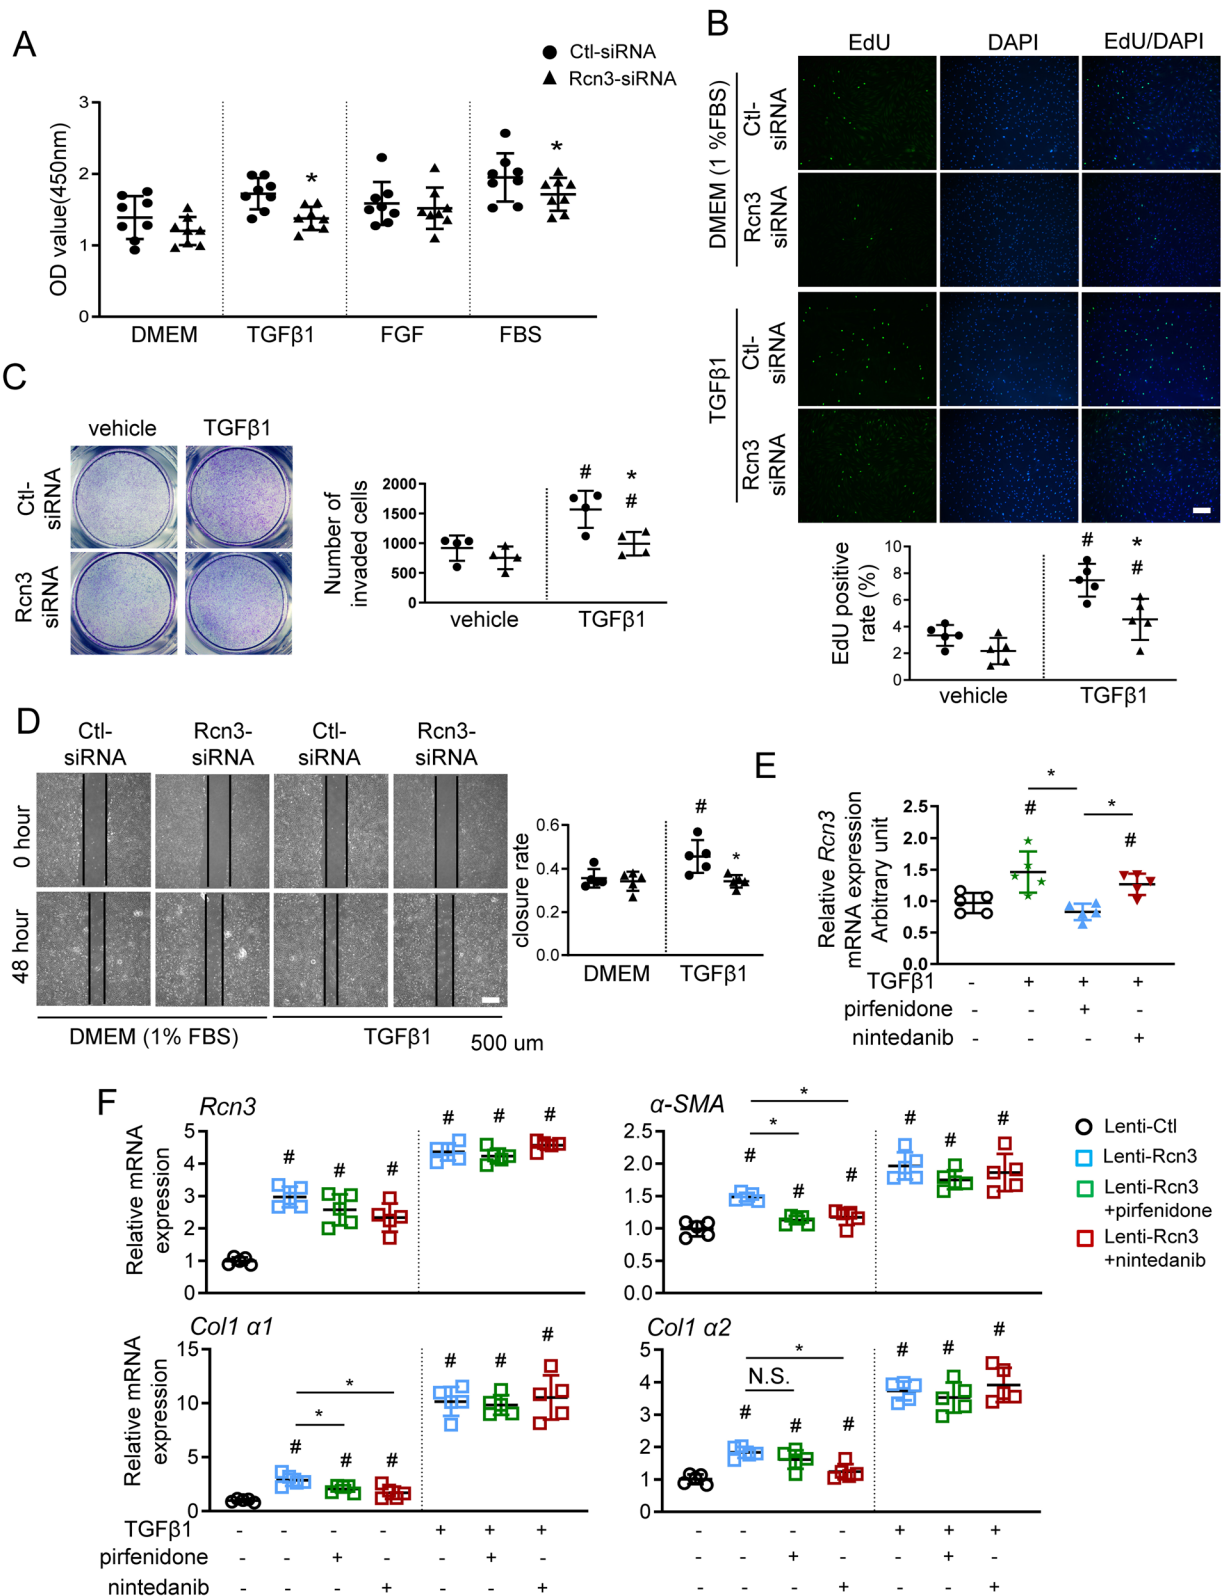 A
Ctl-siRNA
Rcn3-siRNA
OD value(450nm)
3
2
1
0
*
*
DMEM
TGFβ1
FGF
FBS
B
EdU
DAPI
EdU/DAPI
DMEM (1 %FBS)
Ctl-
siRNA
Rcn3
siRNA
TGFβ1
Ctl-
siRNA
Rcn3
siRNA
EdU positive
rate (%)
10
8
6
4
2
0
#
*
#
vehicle
TGFβ1
C
vehicle
TGFβ1
Ctl-
siRNA
Rcn3
siRNA
Number of
invaded cells
2000
1500
1000
500
0
#
*
#
vehicle
TGFβ1
D
Ctl-
siRNA
Rcn3-
siRNA
Ctl-
siRNA
Rcn3-
siRNA
0 hour
48 hour
DMEM (1% FBS)
TGFβ1
500 um
closure rate
0.6
0.4
0.2
0.0
#
*
DMEM
TGFβ1
E
Relative Rcn3
mRNA expression
Arbitrary unit
2.5
2.0
1.5
1.0
0.5
0.0
*
*
#
#
TGFβ1 - + + +
pirfenidone - - + -
nintedanib - - - +
F
Rcn3
Relative mRNA
expression
5
4
3
2
1
0
# # # # # #
α-SMA
2.5
2.0
1.5
1.0
0.5
0.0
*
*
# # # # # #
Lenti-Ctl
Lenti-Rcn3
Lenti-Rcn3
+pirfenidone
Lenti-Rcn3
+nintedanib
Col1 α1
Relative mRNA
expression
15
10
5
0
*
*
# # # # # #
Col1 α2
5
4
3
2
1
0
*
N.S.
# # # # # #
TGFβ1 - - - - + + + - - - - + + +
pirfenidone - - + - - + - - - + - - + -
nintedanib - - - + - - + - - - + - - +